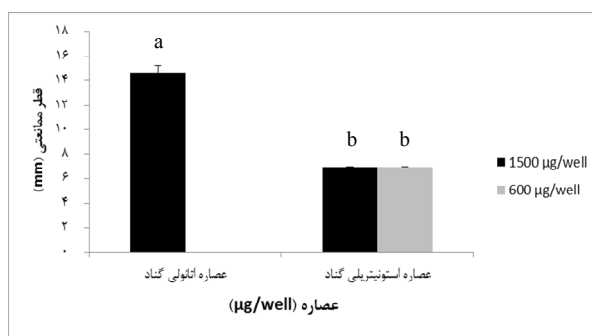 ۱۸
۱۶
۱۴
۱۲
۱۰
۸
۶
۴
۲
۰
قطر ممانعتی (mm)
a
b b
1500 µg/well
600 µg/well
عصاره اتانولی گناد
عصاره استونیتریلی گناد
عصاره (µg/well)